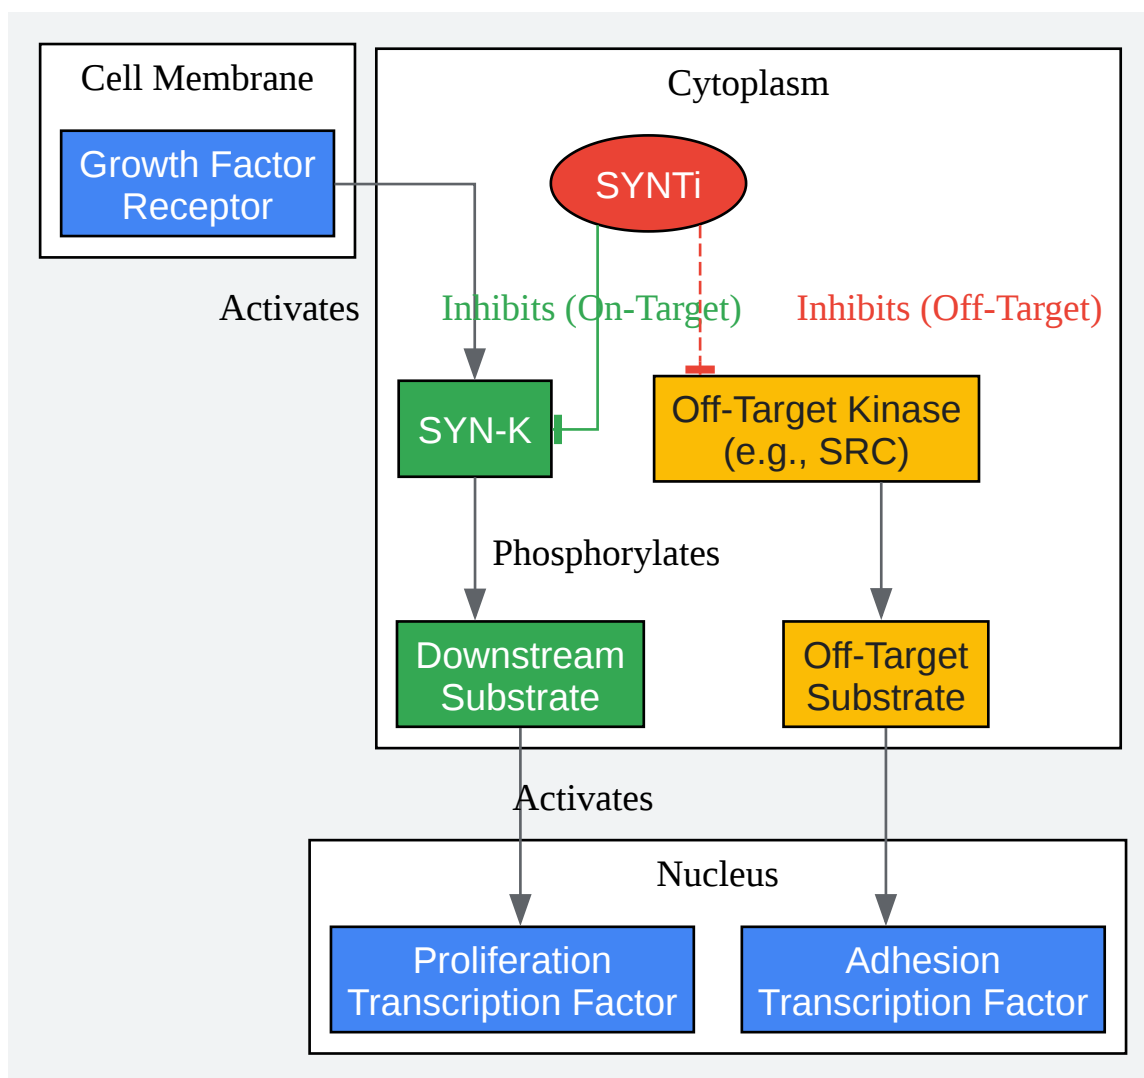 Cell Membrane
Cytoplasm
Growth Factor
Receptor
SYNTi
Activates
Inhibits (On-Target)
Inhibits (Off-Target)
SYN-K
Off-Target Kinase
(e.g., SRC)
Phosphorylates
Downstream
Substrate
Off-Target
Substrate
Activates
Nucleus
Proliferation
Transcription Factor
Adhesion
Transcription Factor